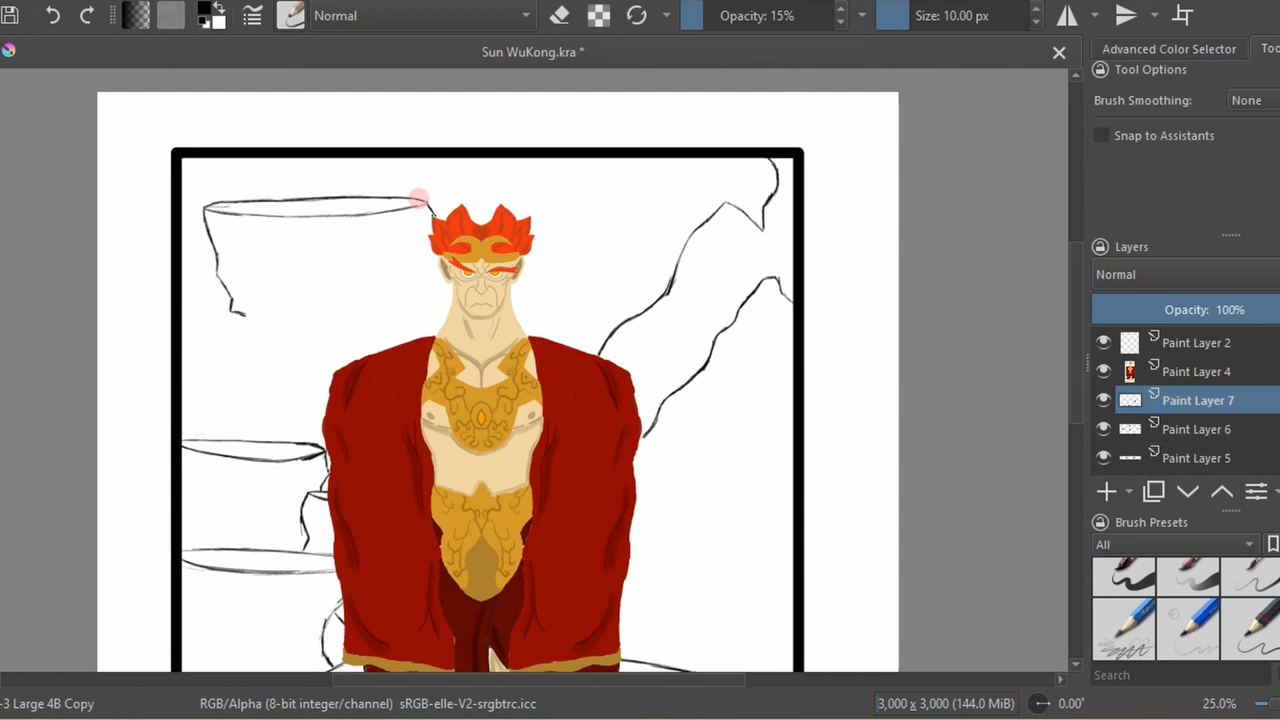 Normal
Opacity: 15%
Size: 10.00 px
Sun WuKong.kra *
Advanced Color Selector
Tool Options
Brush Smoothing:
None
Snap to Assistants
Layers
Normal
Opacity: 100%
Paint Layer 2
Paint Layer 4
Paint Layer 7
Paint Layer 6
Paint Layer 5
Brush Presets
All
Search
-3 Large 4B Copy
RGB/Alpha (8-bit integer/channel) sRGB-elle-V2-srgbtrc.icc
3,000 x 3,000 (144.0 MiB)
0.00°
25.0%